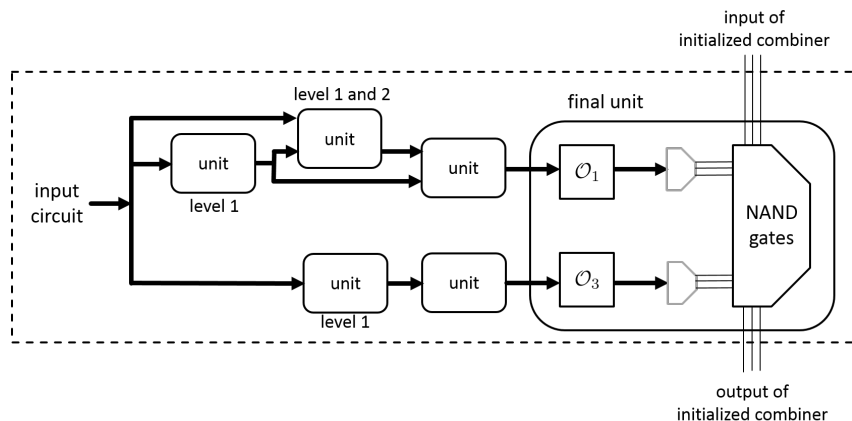 input of
initialized combiner
level 1 and 2
final unit
unit
unit
unit
input
circuit
level 1
𝒪₁
NAND
gates
unit
unit
𝒪₃
level 1
output of
initialized combiner